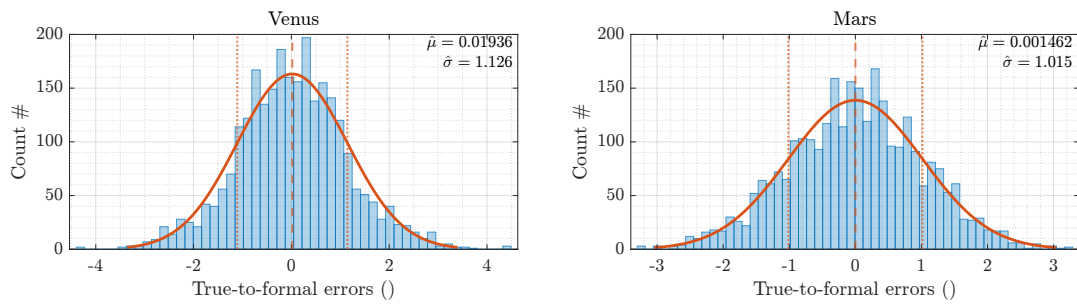 Venus
μ̂ = 0.01936
σ̂ = 1.126
200
150
100
50
0
Count #
-4 -2 0 2 4
True-to-formal errors ()
Mars
μ̂ = 0.001462
σ̂ = 1.015
200
150
100
50
0
Count #
-3 -2 -1 0 1 2 3
True-to-formal errors ()